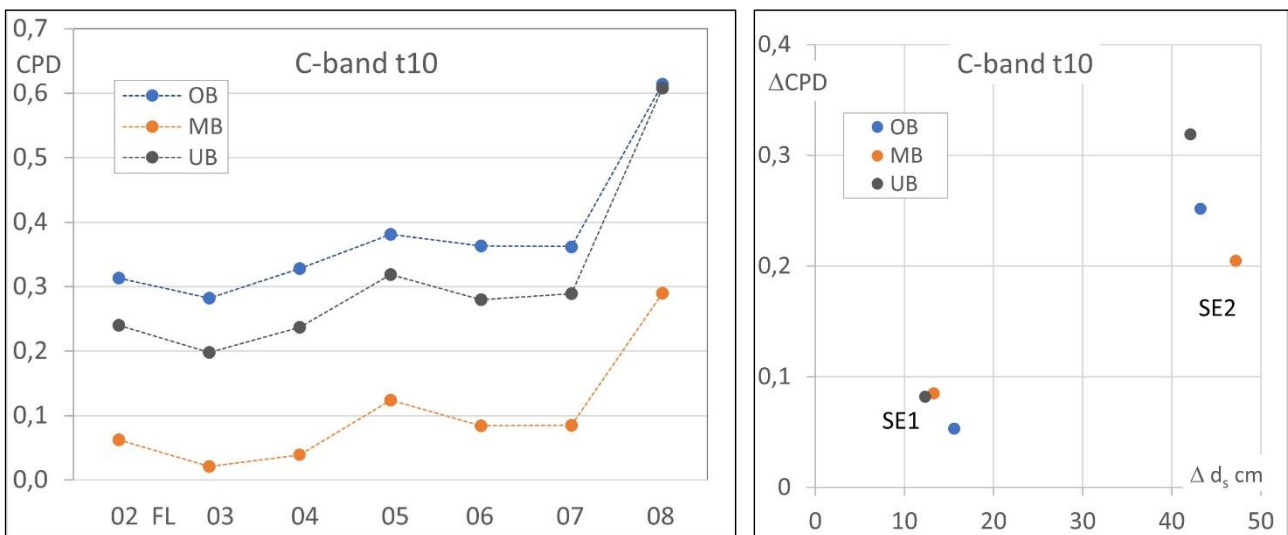 0,7
CPD
C-band t10
OB
MB
UB
0,6
0,5
0,4
0,3
0,2
0,1
0,0
02 FL 03 04 05 06 07 08
0,4
C-band t10
ΔCPD
OB
MB
UB
0,3
0,2
SE2
0,1
SE1
0
Δ ds cm
0 10 20 30 40 50